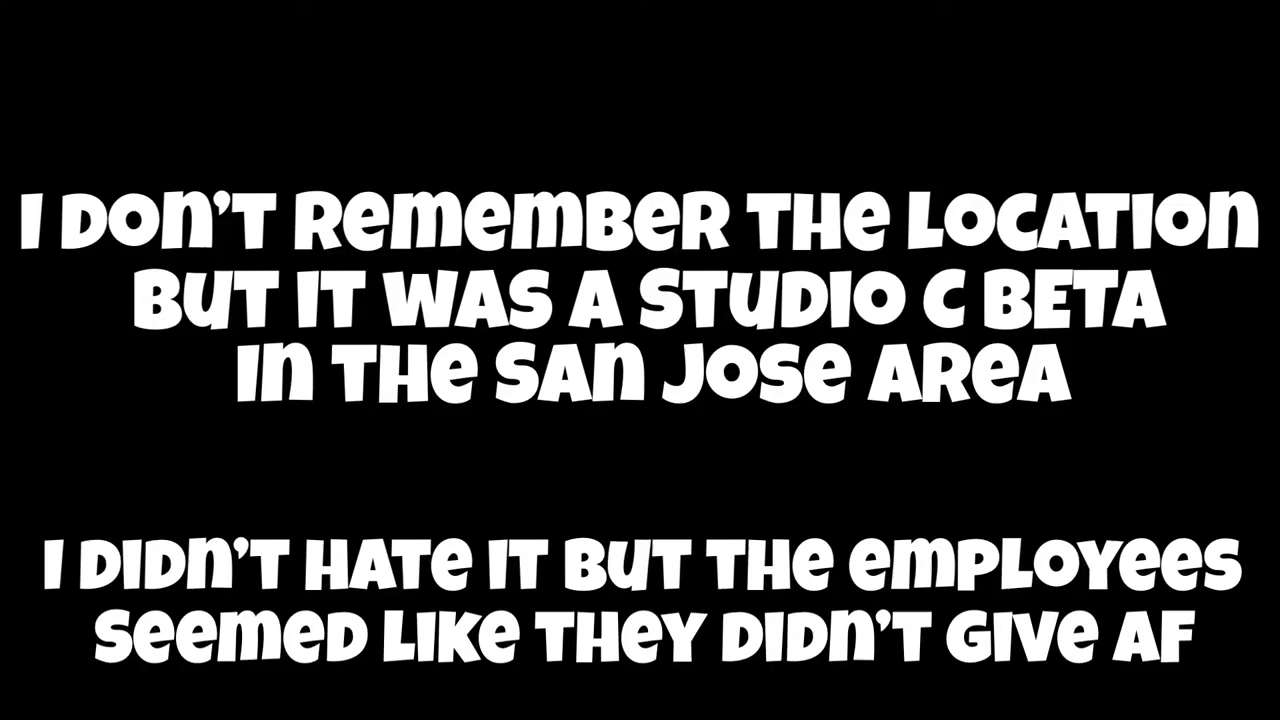 I DON'T REMEMBER THE LOCATION
BUT IT WAS A STUDIO C BETA
IN THE SAN JOSE AREA
I DIDN'T HATE IT BUT THE EMPLOYEES
SEEMED LIKE THEY DIDN'T GIVE AF